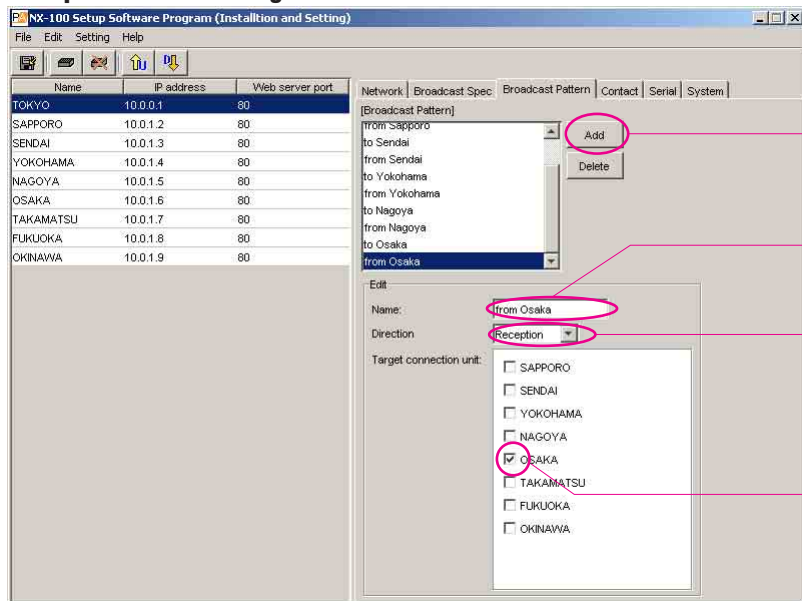 NX-100 Setup Software Program (Installtion and Setting)
File Edit Setting Help
Name IP address Web server port
TOKYO 10.0.0.1 80
SAPPORO 10.0.1.2 80
SENDAI 10.0.1.3 80
YOKOHAMA 10.0.1.4 80
NAGOYA 10.0.1.5 80
OSAKA 10.0.1.6 80
TAKAMATSU 10.0.1.7 80
FUKUOKA 10.0.1.8 80
OKINAWA 10.0.1.9 80
Network Broadcast Spec Broadcast Pattern Contact Serial System
[Broadcast Pattern]
from Sapporo
to Sendai
from Sendai
to Yokohama
from Yokohama
to Nagoya
from Nagoya
to Osaka
from Osaka
Add
Delete
Edit
Name: from Osaka
Direction Reception
Target connection unit:
SAPPORO
SENDAI
YOKOHAMA
NAGOYA
OSAKA
TAKAMATSU
FUKUOKA
OKINAWA